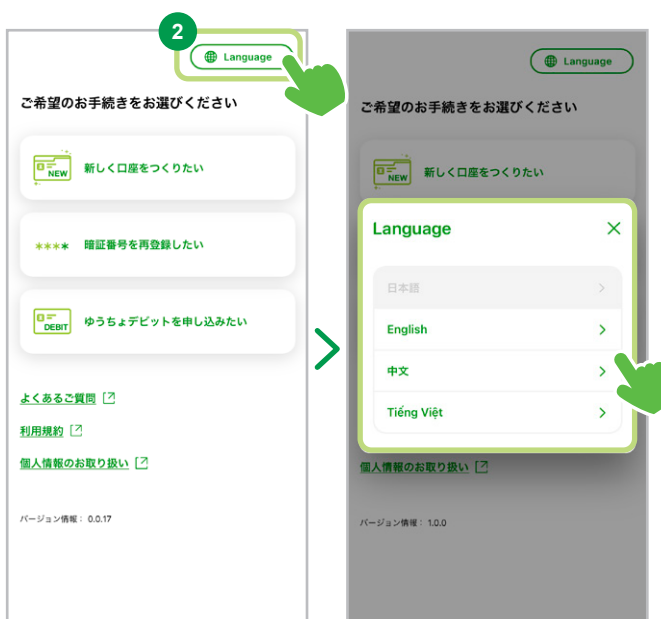 2
Language
ご希望のお手続きをお選びください
NEW
新しく口座をつくりたい
****
暗証番号を再登録したい
DEBIT
ゆうちょデビットを申し込みたい
よくあるご質問
利用規約
個人情報のお取り扱い
バージョン情報： 0.0.17
Language
ご希望のお手続きをお選びください
NEW
新しく口座をつくりたい
Language
日本語
English
中文
Tiếng Việt
個人情報のお取り扱い
バージョン情報： 1.0.0